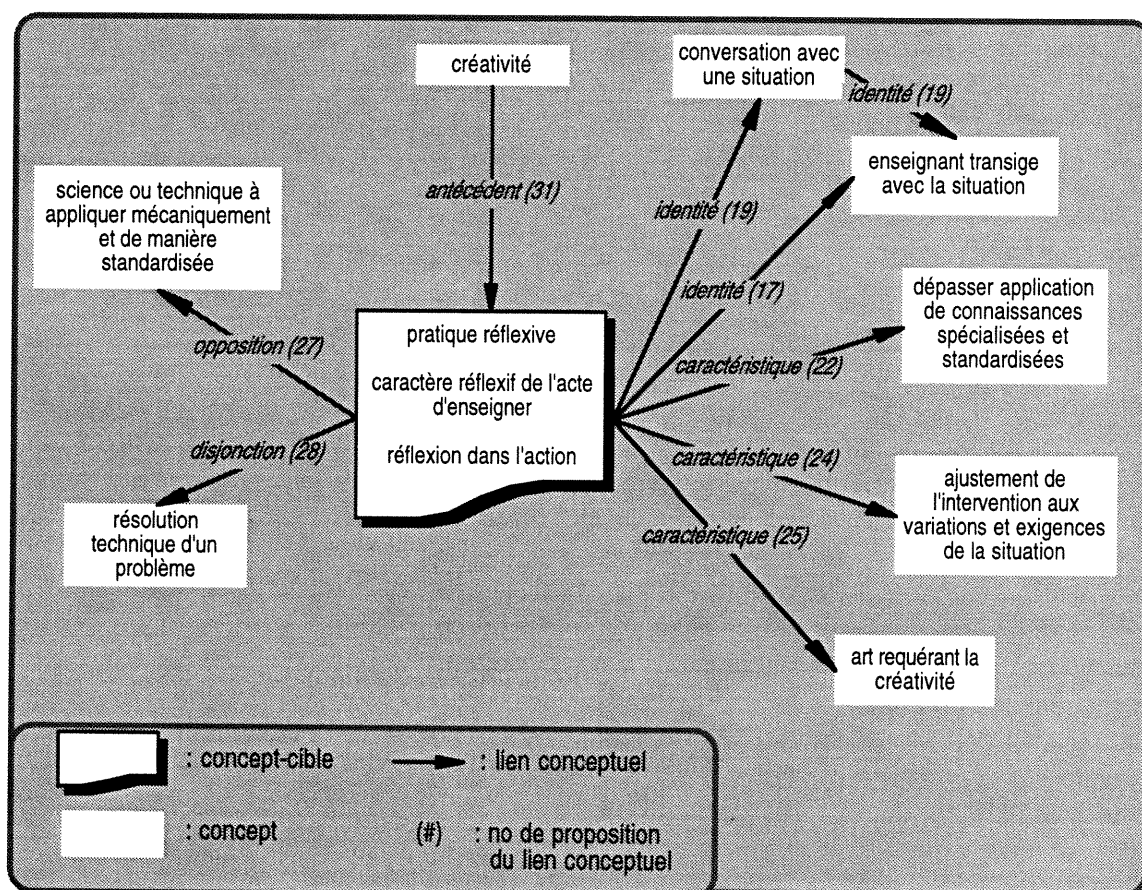 créativité
conversation avec
une situation
identité (19)
enseignant transige
avec la situation
science ou technique à
appliquer mécaniquement
et de manière
standardisée
antécédent (31)
identité (19)
identité (17)
dépasser application
de connaissances
spécialisées et
standardisées
opposition (27)
pratique réflexive
caractère réflexif de l'acte
d'enseigner
réflexion dans l'action
caractéristique (22)
disjonction (28)
caractéristique (24)
ajustement de
l'intervention aux
variations et exigences
de la situation
résolution
technique d'un
problème
caractéristique (25)
art requérant la
créativité
: concept-cible
: lien conceptuel
: concept
(#) : no de proposition
du lien conceptuel